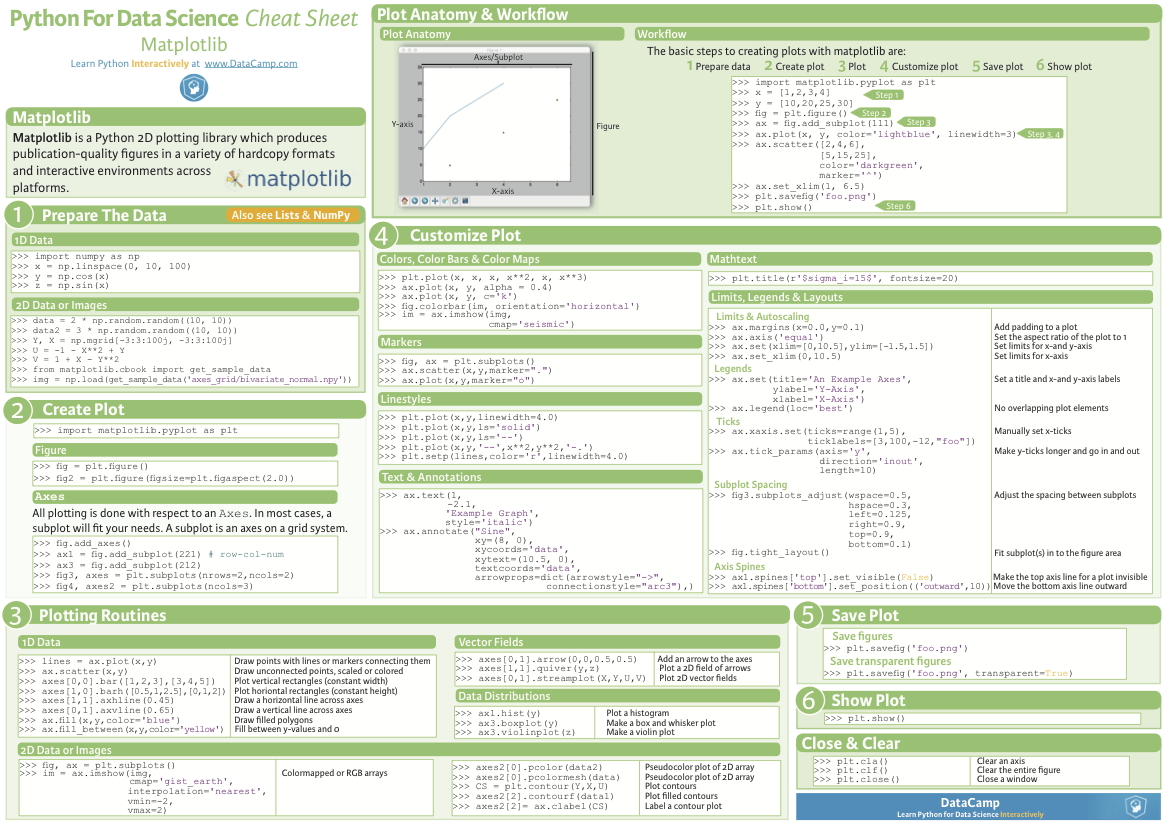 Python For Data Science Cheat Sheet
Matplotlib
Learn Python Interactively at www.DataCamp.com
Matplotlib
Matplotlib is a Python 2D plotting library which produces
publication-quality figures in a variety of hardcopy formats
and interactive environments across
platforms.
matplotlib
1 Prepare The Data
Also see Lists & NumPy
1D Data
>>> import numpy as np
>>> x = np.linspace(0, 10, 100)
>>> y = np.cos(x)
>>> z = np.sin(x)
2D Data or Images
>>> data = 2 * np.random.random((10, 10))
>>> data2 = 3 * np.random.random((10, 10))
>>> Y, X = np.mgrid[-3:3:100j, -3:3:100j]
>>> U = -1 - X**2 + Y
>>> V = 1 + X - Y**2
>>> from matplotlib.cbook import get_sample_data
>>> img = np.load(get_sample_data('axes_grid/bivariate_normal.npy'))
2 Create Plot
>>> import matplotlib.pyplot as plt
Figure
>>> fig = plt.figure()
>>> fig2 = plt.figure(figsize=plt.figaspect(2.0))
Axes
All plotting is done with respect to an Axes. In most cases, a
subplot will fit your needs. A subplot is an axes on a grid system.
>>> fig.add_axes()
>>> ax1 = fig.add_subplot(221) # row-col-num
>>> ax3 = fig.add_subplot(212)
>>> fig3, axes = plt.subplots(nrows=2,ncols=2)
>>> fig4, axes2 = plt.subplots(ncols=3)
Plot Anatomy & Workflow
Plot Anatomy
Axes/Subplot
Y-axis
Figure
X-axis
Workflow
The basic steps to creating plots with matplotlib are:
1 Prepare data 2 Create plot 3 Plot 4 Customize plot 5 Save plot 6 Show plot
>>> import matplotlib.pyplot as plt
>>> x = [1,2,3,4]
Step 1
>>> y = [10,20,25,30]
>>> fig = plt.figure() Step 2
>>> ax = fig.add_subplot(111) Step 3
>>> ax.plot(x, y, color='lightblue', linewidth=3) Step 3, 4
>>> ax.scatter([2,4,6],
[5,15,25],
color='darkgreen',
marker='^')
>>> ax.set_xlim(1, 6.5)
>>> plt.savefig('foo.png')
>>> plt.show() Step 6
4 Customize Plot
Colors, Color Bars & Color Maps
>>> plt.plot(x, x, x, x**2, x, x**3)
>>> ax.plot(x, y, alpha = 0.4)
>>> ax.plot(x, y, c='k')
>>> fig.colorbar(im, orientation='horizontal')
>>> im = ax.imshow(img,
cmap='seismic')
Markers
>>> fig, ax = plt.subplots()
>>> ax.scatter(x,y,marker=".")
>>> ax.plot(x,y,marker="o")
Linestyles
>>> plt.plot(x,y,linewidth=4.0)
>>> plt.plot(x,y,ls='solid')
>>> plt.plot(x,y,ls='--')
>>> plt.plot(x,y,'--',x**2,y**2,'-.')
>>> plt.setp(lines,color='r',linewidth=4.0)
Text & Annotations
>>> ax.text(1,
-2.1,
'Example Graph',
style='italic')
>>> ax.annotate("Sine",
xy=(8, 0),
xycoords='data',
xytext=(10.5, 0),
textcoords='data',
arrowprops=dict(arrowstyle="->",
connectionstyle="arc3"),)
Mathtext
>>> plt.title(r'$sigma_i=15$', fontsize=20)
Limits, Legends & Layouts
Limits & Autoscaling
>>> ax.margins(x=0.0,y=0.1) Add padding to a plot
>>> ax.axis('equal') Set the aspect ratio of the plot to 1
>>> ax.set(xlim=[0,10.5],ylim=[-1.5,1.5]) Set limits for x-and y-axis
>>> ax.set_xlim(0,10.5) Set limits for x-axis
Legends
>>> ax.set(title='An Example Axes', Set a title and x-and y-axis labels
ylabel='Y-Axis',
xlabel='X-Axis')
>>> ax.legend(loc='best') No overlapping plot elements
Ticks
>>> ax.xaxis.set(ticks=range(1,5), Manually set x-ticks
ticklabels=[3,100,-12,"foo"])
>>> ax.tick_params(axis='y', Make y-ticks longer and go in and out
direction='inout',
length=10)
Subplot Spacing
>>> fig3.subplots_adjust(wspace=0.5, Adjust the spacing between subplots
hspace=0.3,
left=0.125,
right=0.9,
top=0.9,
bottom=0.1)
>>> fig.tight_layout() Fit subplot(s) in to the figure area
Axis Spines
>>> ax1.spines['top'].set_visible(False) Make the top axis line for a plot invisible
>>> ax1.spines['bottom'].set_position(('outward',10)) Move the bottom axis line outward
3 Plotting Routines
1D Data
>>> lines = ax.plot(x,y) Draw points with lines or markers connecting them
>>> ax.scatter(x,y) Draw unconnected points, scaled or colored
>>> axes[0,0].bar([1,2,3],[3,4,5]) Plot vertical rectangles (constant width)
>>> axes[1,0].barh([0.5,1,2.5],[0,1,2]) Plot horiontal rectangles (constant height)
>>> axes[1,1].axhline(0.45) Draw a horizontal line across axes
>>> axes[0,1].axvline(0.65) Draw a vertical line across axes
>>> ax.fill(x,y,color='blue') Draw filled polygons
>>> ax.fill_between(x,y,color='yellow') Fill between y-values and 0
2D Data or Images
>>> fig, ax = plt.subplots()
>>> im = ax.imshow(img, Colormapped or RGB arrays
cmap='gist_earth',
interpolation='nearest',
vmin=-2,
vmax=2)
Vector Fields
>>> axes[0,1].arrow(0,0,0.5,0.5) Add an arrow to the axes
>>> axes[1,1].quiver(y,z) Plot a 2D field of arrows
>>> axes[0,1].streamplot(X,Y,U,V) Plot 2D vector fields
Data Distributions
>>> ax1.hist(y) Plot a histogram
>>> ax3.boxplot(y) Make a box and whisker plot
>>> ax3.violinplot(z) Make a violin plot
>>> axes2[0].pcolor(data2) Pseudocolor plot of 2D array
>>> axes2[0].pcolormesh(data) Pseudocolor plot of 2D array
>>> CS = plt.contour(Y,X,U) Plot contours
>>> axes2[2].contourf(data1) Plot filled contours
>>> axes2[2]= ax.clabel(CS) Label a contour plot
5 Save Plot
Save figures
>>> plt.savefig('foo.png')
Save transparent figures
>>> plt.savefig('foo.png', transparent=True)
6 Show Plot
>>> plt.show()
Close & Clear
>>> plt.cla() Clear an axis
>>> plt.clf() Clear the entire figure
>>> plt.close() Close a window
DataCamp
Learn Python for Data Science Interactively